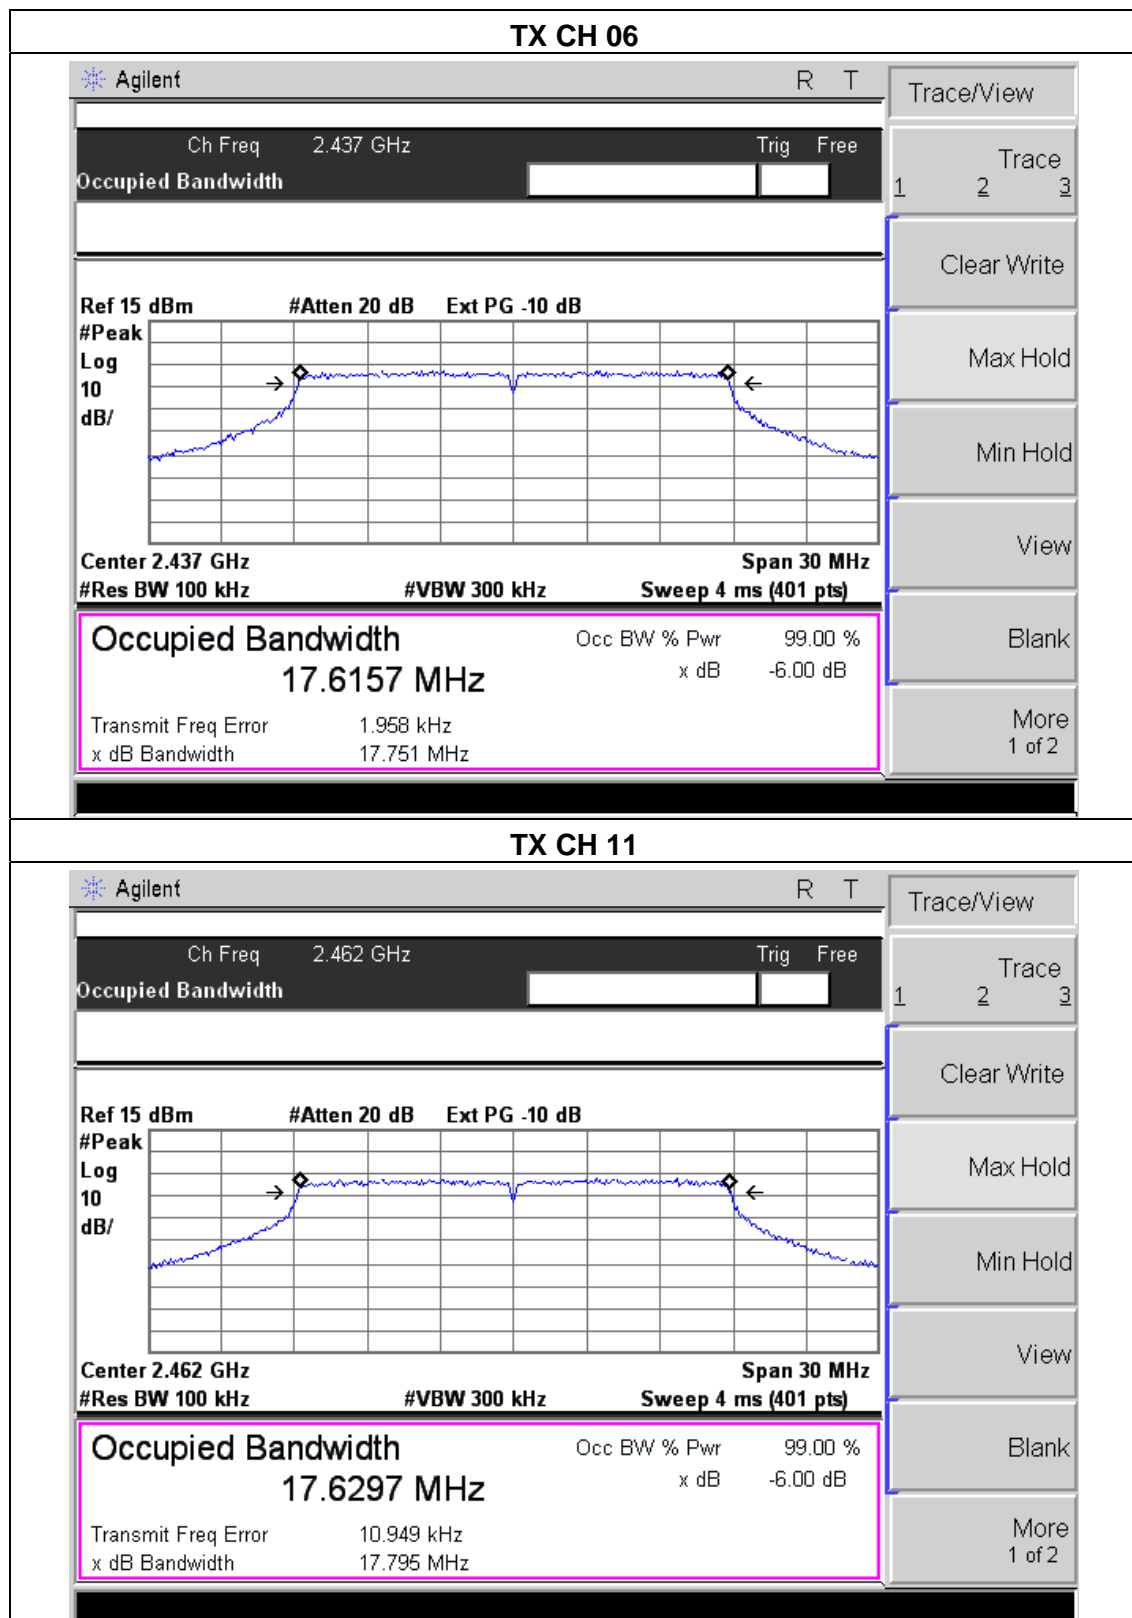 TX CH 06
Agilent R T
Trace/View
Ch Freq 2.437 GHz Trig Free
Occupied Bandwidth
Trace
1 2 3
Clear Write
Ref 15 dBm #Atten 20 dB Ext PG -10 dB
#Peak
Log
10
dB/
Max Hold
Min Hold
View
Center 2.437 GHz Span 30 MHz
#Res BW 100 kHz #VBW 300 kHz Sweep 4 ms (401 pts)
Occupied Bandwidth Occ BW % Pwr 99.00 %
17.6157 MHz x dB -6.00 dB
Blank
Transmit Freq Error 1.958 kHz
x dB Bandwidth 17.751 MHz
More
1 of 2
TX CH 11
Agilent R T
Trace/View
Ch Freq 2.462 GHz Trig Free
Occupied Bandwidth
Trace
1 2 3
Clear Write
Ref 15 dBm #Atten 20 dB Ext PG -10 dB
#Peak
Log
10
dB/
Max Hold
Min Hold
View
Center 2.462 GHz Span 30 MHz
#Res BW 100 kHz #VBW 300 kHz Sweep 4 ms (401 pts)
Occupied Bandwidth Occ BW % Pwr 99.00 %
17.6297 MHz x dB -6.00 dB
Blank
Transmit Freq Error 10.949 kHz
x dB Bandwidth 17.795 MHz
More
1 of 2